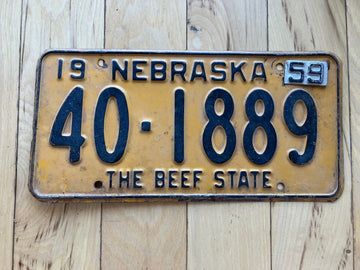 19 NEBRASKA 59
40-1889
THE BEEF STATE